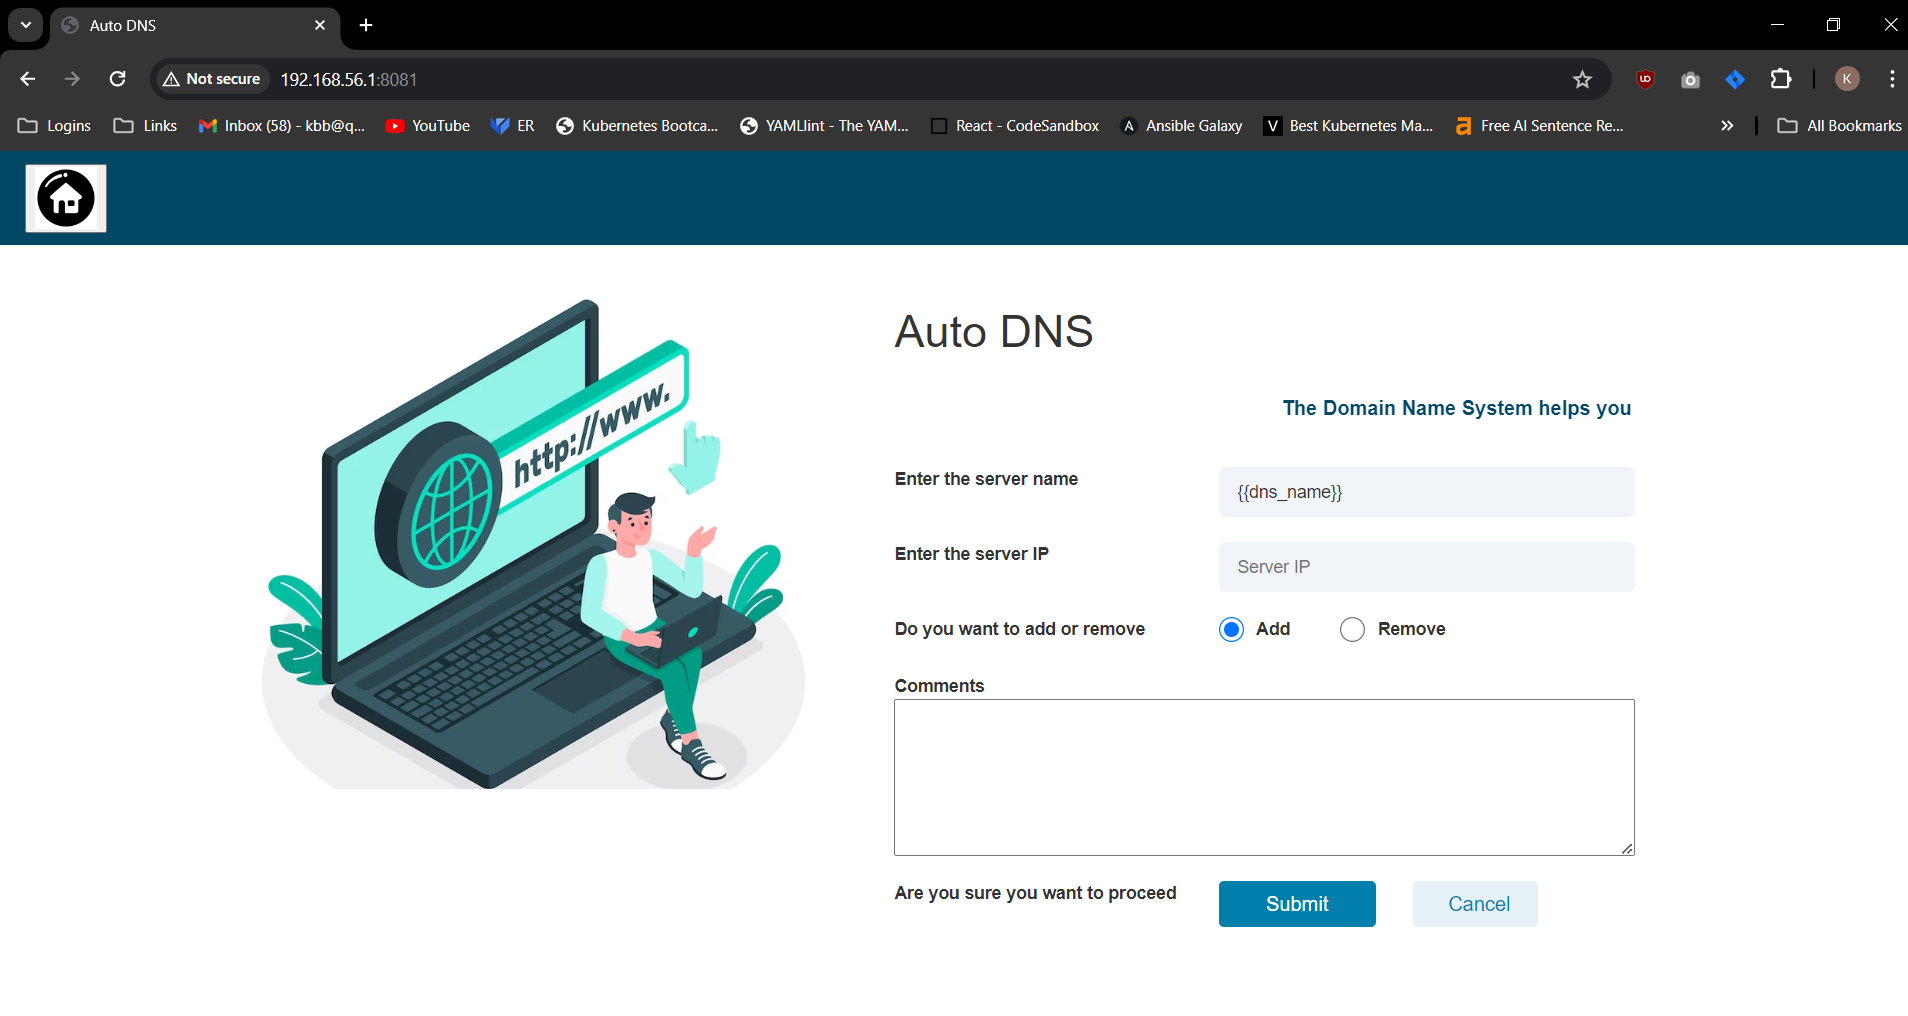 Auto DNS
Not secure 192.168.56.1:8081 UD K
Logins Links Inbox (58) - kbb@q... YouTube ER Kubernetes Bootca... YAMLlint - The YAM... React - CodeSandbox A Ansible Galaxy V Best Kubernetes Ma... a Free AI Sentence Re... » All Bookmarks
http://www.
Auto DNS
The Domain Name System helps you
Enter the server name {{dns_name}}
Enter the server IP Server IP
Do you want to add or remove Add Remove
Comments
Are you sure you want to proceed Submit Cancel